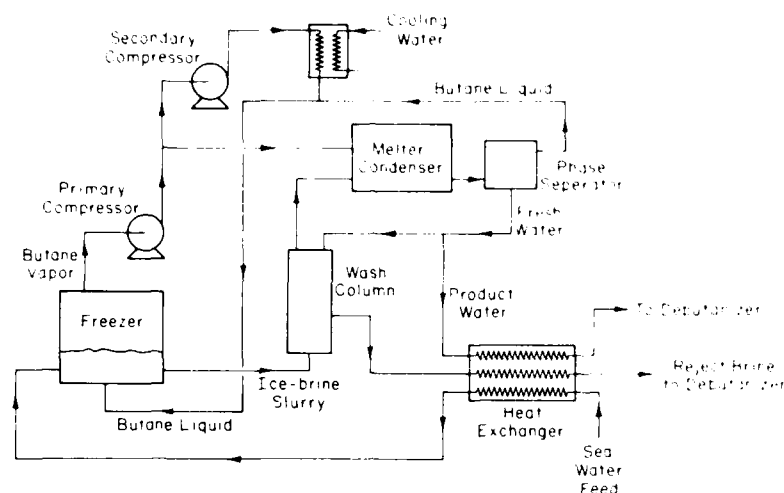 Secondary
Compressor
Cooling
Water
Butane Liquid
Melter
Condenser
Phase
Seperator
Primary
Compressor
Fresh
Water
Butane
Vapor
Wash
Column
Product
Water
Freezer
To Debutanizer
Reject Brine
to Debutanizer
Ice-brine
Slurry
Butane Liquid
Heat
Exchanger
Sea
Water
Feed